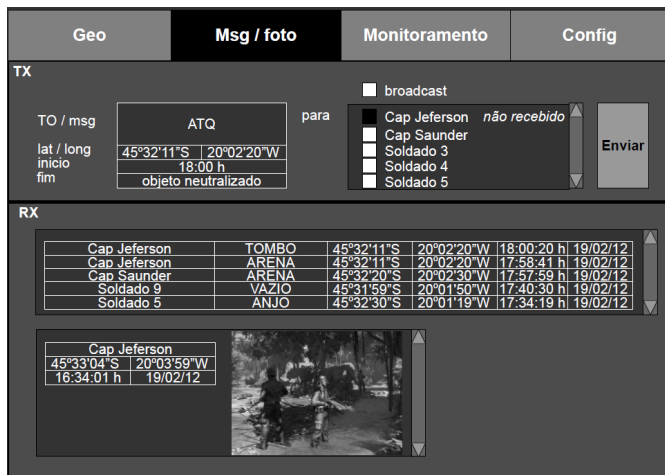 Geo Msg / foto Monitoramento Config
TX
broadcast
TO / msg ATQ para Cap Jeferson não recebido
Cap Saunder
lat / long 45º32'11"S 20º02'20"W Soldado 3 Enviar
inicio 18:00 h Soldado 4
fim objeto neutralizado Soldado 5
RX
Cap Jeferson TOMBO 45º32'11"S 20º02'20"W 18:00:20 h 19/02/12
Cap Jeferson ARENA 45º32'11"S 20º02'20"W 17:58:41 h 19/02/12
Cap Saunder ARENA 45º32'20"S 20º02'30"W 17:57:59 h 19/02/12
Soldado 9 VAZIO 45º31'59"S 20º01'50"W 17:40:30 h 19/02/12
Soldado 5 ANJO 45º32'30"S 20º01'19"W 17:34:19 h 19/02/12
Cap Jeferson
45º33'04"S 20º03'59"W
16:34:01 h 19/02/12